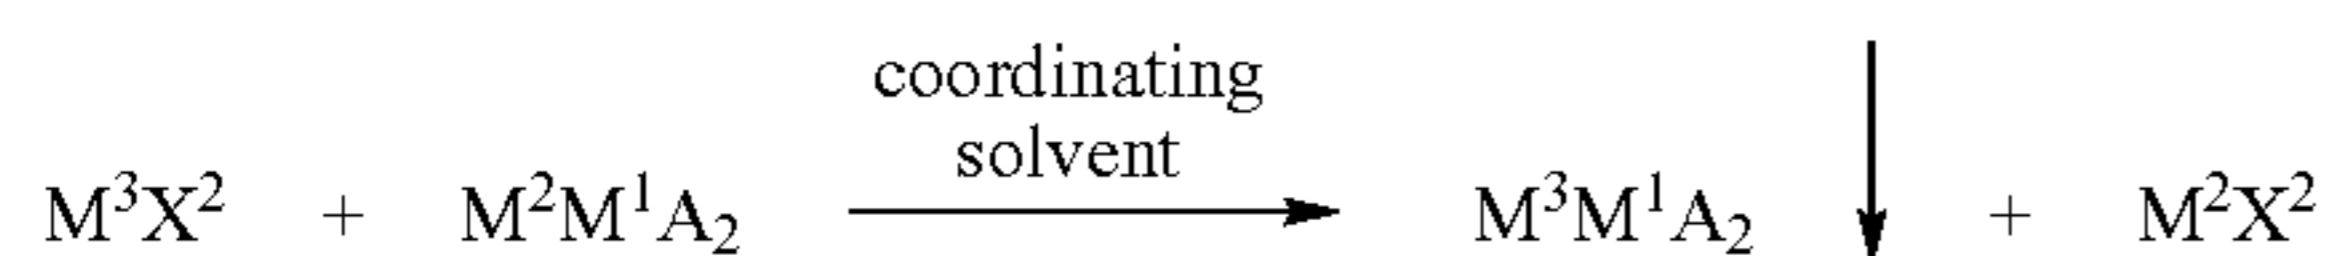 coordinating
solvent
M³X² + M²M¹A₂ M³M¹A₂ + M²X²